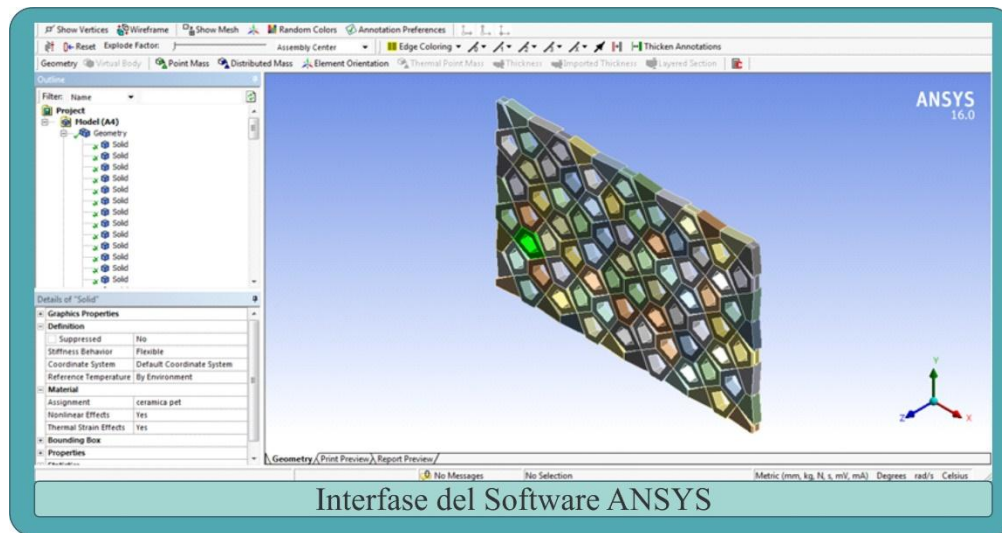 Show Vertices Wireframe Show Mesh Random Colors Annotation Preferences
Reset Explode Factor: Assembly Center Edge Coloring Thicken Annotations
Geometry Virtual Body Point Mass Distributed Mass Element Orientation Thermal Point Mass Thickness Imported Thickness Layered Section
Outline
Filter: Name
Project
Model (A4)
Geometry
Solid
Solid
Solid
Solid
Solid
Solid
Solid
Solid
Solid
Solid
Solid
Solid
Solid
ANSYS
16.0
Details of "Solid"
Graphics Properties
Definition
Suppressed No
Stiffness Behavior Flexible
Coordinate System Default Coordinate System
Reference Temperature By Environment
Material
Assignment ceramica pet
Nonlinear Effects Yes
Thermal Strain Effects Yes
Bounding Box
Properties
Y
Z
X
Geometry Print Preview Report Preview
No Messages No Selection Metric (mm, kg, N, s, mV, mA) Degrees rad/s Celsius
Interfase del Software ANSYS